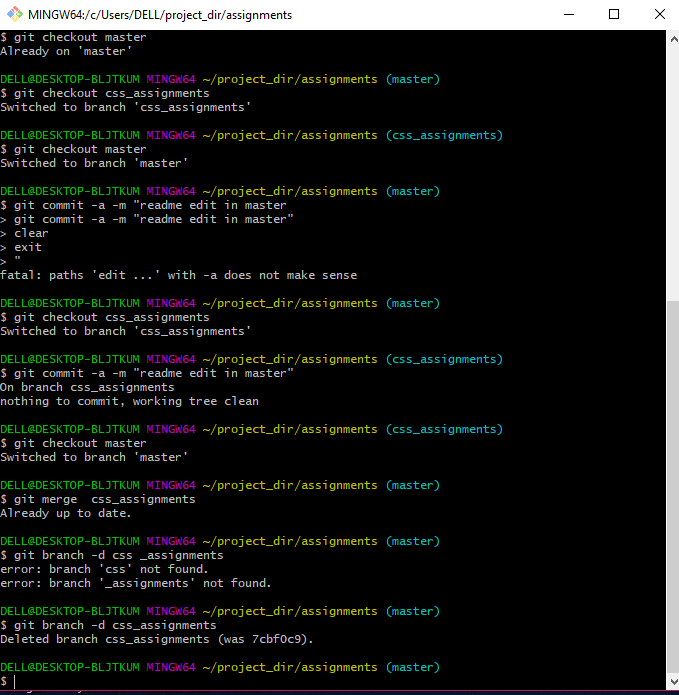 MINGW64:/c/Users/DELL/project_dir/assignments
$ git checkout master
Already on 'master'
DELL@DESKTOP-BLJTKUM MINGW64 ~/project_dir/assignments (master)
$ git checkout css_assignments
Switched to branch 'css_assignments'
DELL@DESKTOP-BLJTKUM MINGW64 ~/project_dir/assignments (css_assignments)
$ git checkout master
Switched to branch 'master'
DELL@DESKTOP-BLJTKUM MINGW64 ~/project_dir/assignments (master)
$ git commit -a -m "readme edit in master
> git commit -a -m "readme edit in master"
> clear
> exit
> "
fatal: paths 'edit ...' with -a does not make sense
DELL@DESKTOP-BLJTKUM MINGW64 ~/project_dir/assignments (master)
$ git checkout css_assignments
Switched to branch 'css_assignments'
DELL@DESKTOP-BLJTKUM MINGW64 ~/project_dir/assignments (css_assignments)
$ git commit -a -m "readme edit in master"
On branch css_assignments
nothing to commit, working tree clean
DELL@DESKTOP-BLJTKUM MINGW64 ~/project_dir/assignments (css_assignments)
$ git checkout master
Switched to branch 'master'
DELL@DESKTOP-BLJTKUM MINGW64 ~/project_dir/assignments (master)
$ git merge  css_assignments
Already up to date.
DELL@DESKTOP-BLJTKUM MINGW64 ~/project_dir/assignments (master)
$ git branch -d css _assignments
error: branch 'css' not found.
error: branch '_assignments' not found.
DELL@DESKTOP-BLJTKUM MINGW64 ~/project_dir/assignments (master)
$ git branch -d css_assignments
Deleted branch css_assignments (was 7cbf0c9).
DELL@DESKTOP-BLJTKUM MINGW64 ~/project_dir/assignments (master)
$